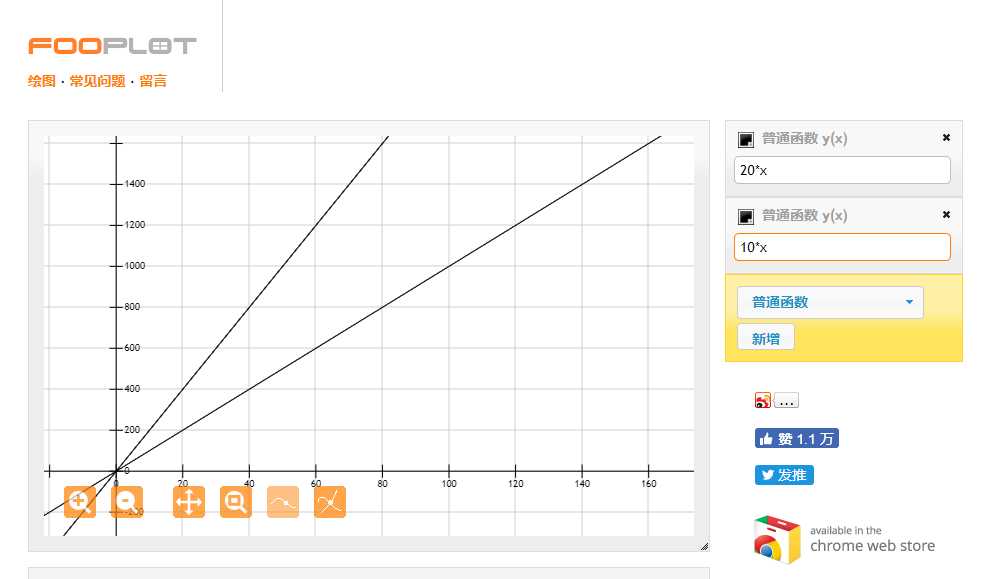 FOOPLOT
绘图 · 常见问题 · 留言
普通函数 y(x)
20*x
普通函数 y(x)
10*x
普通函数
新增
1400
1200
1000
800
600
400
200
0
0 20 40 60 80 100 120 140 160
-200
...
赞 1.1 万
发推
available in the
chrome web store